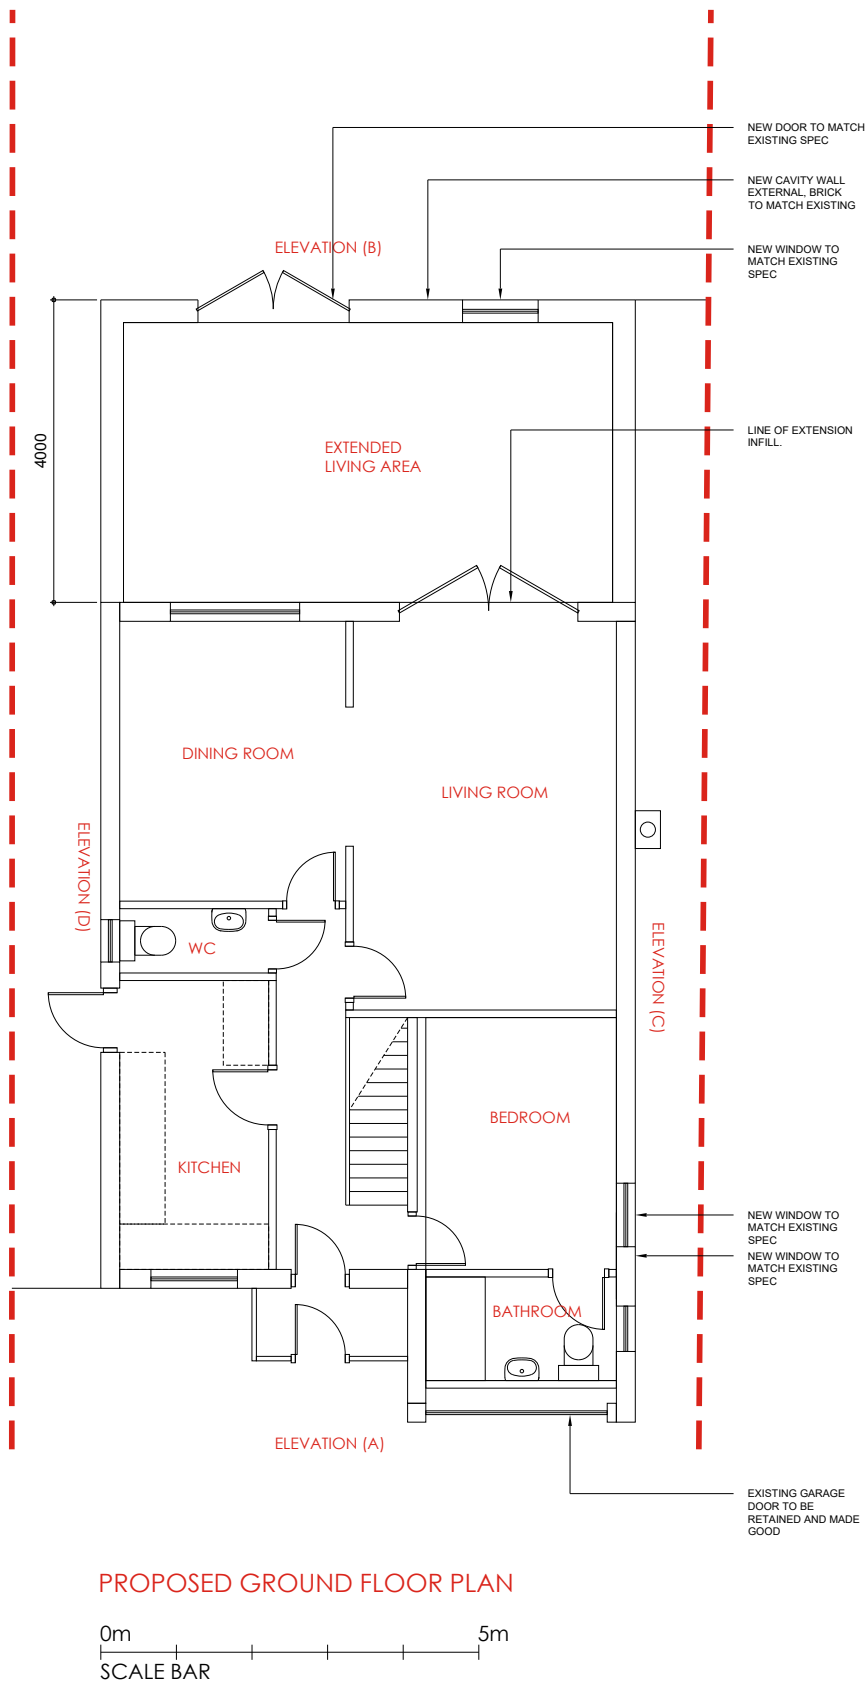 NEW DOOR TO MATCH
EXISTING SPEC
NEW CAVITY WALL
EXTERNAL, BRICK
TO MATCH EXISTING
ELEVATION (B)
NEW WINDOW TO
MATCH EXISTING
SPEC
4000
EXTENDED
LIVING AREA
LINE OF EXTENSION
INFILL.
DINING ROOM
LIVING ROOM
ELEVATION (D)
WC
ELEVATION (C)
BEDROOM
KITCHEN
NEW WINDOW TO
MATCH EXISTING
SPEC
NEW WINDOW TO
MATCH EXISTING
SPEC
BATHROOM
ELEVATION (A)
EXISTING GARAGE
DOOR TO BE
RETAINED AND MADE
GOOD
PROPOSED GROUND FLOOR PLAN
0m 5m
SCALE BAR